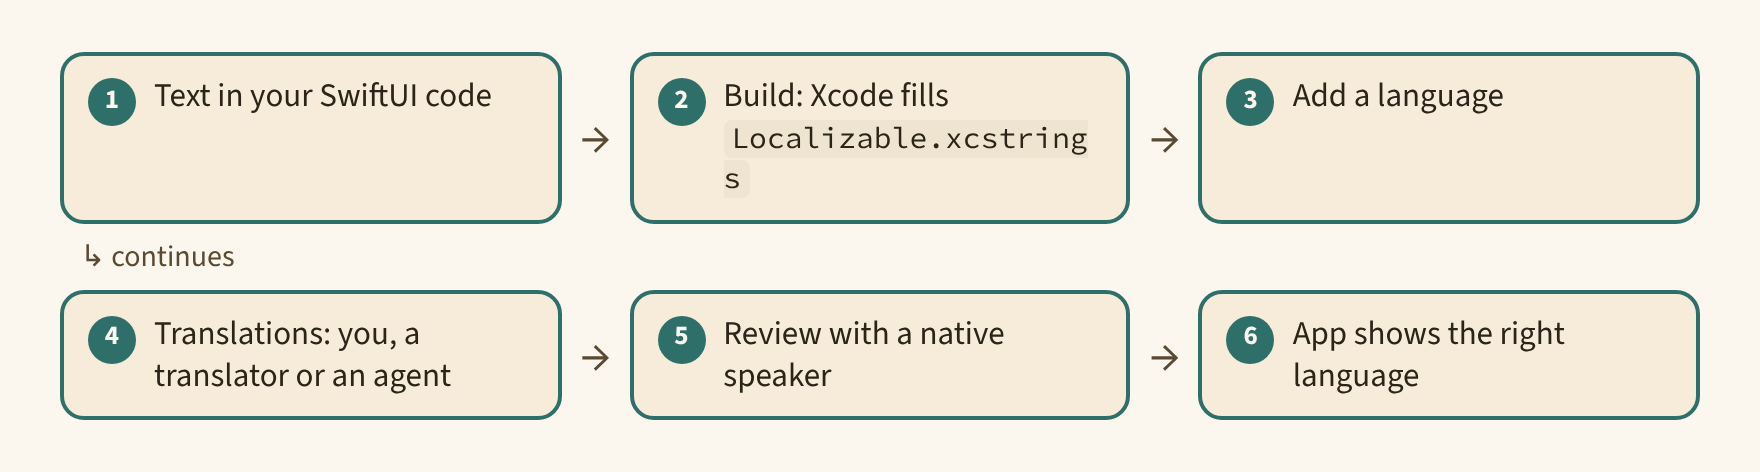 1 Text in your SwiftUI code
→
2 Build: Xcode fills
Localizable.xcstring
s
→
3 Add a language
↳ continues
4 Translations: you, a
translator or an agent
→
5 Review with a native
speaker
→
6 App shows the right
language